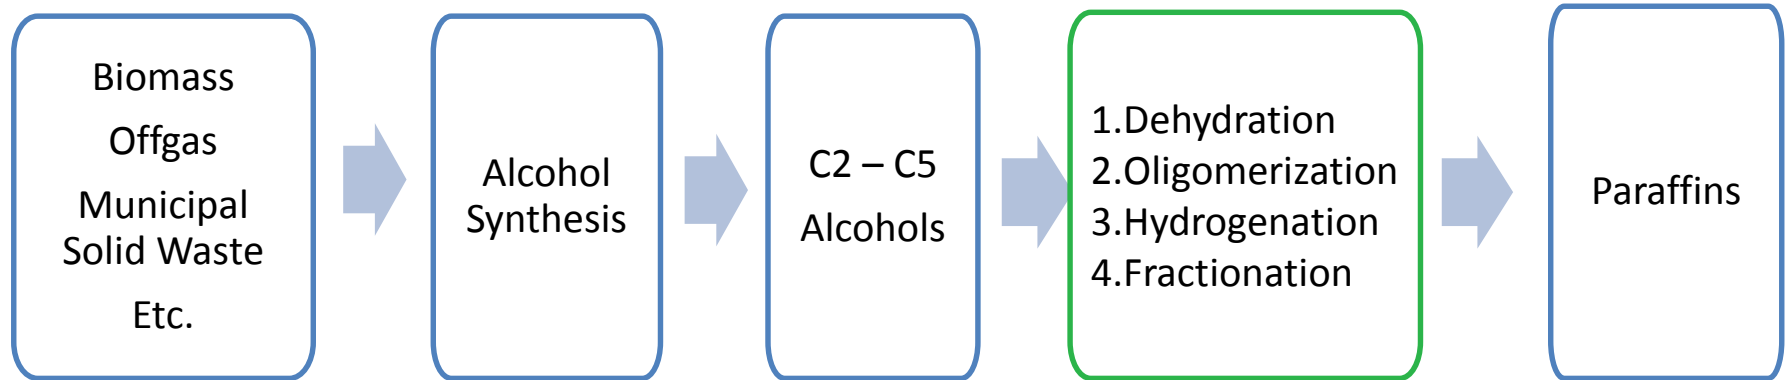 Biomass
Offgas
Municipal
Solid Waste
Etc.
Alcohol
Synthesis
C2 – C5
Alcohols
1.Dehydration
2.Oligomerization
3.Hydrogenation
4.Fractionation
Paraffins